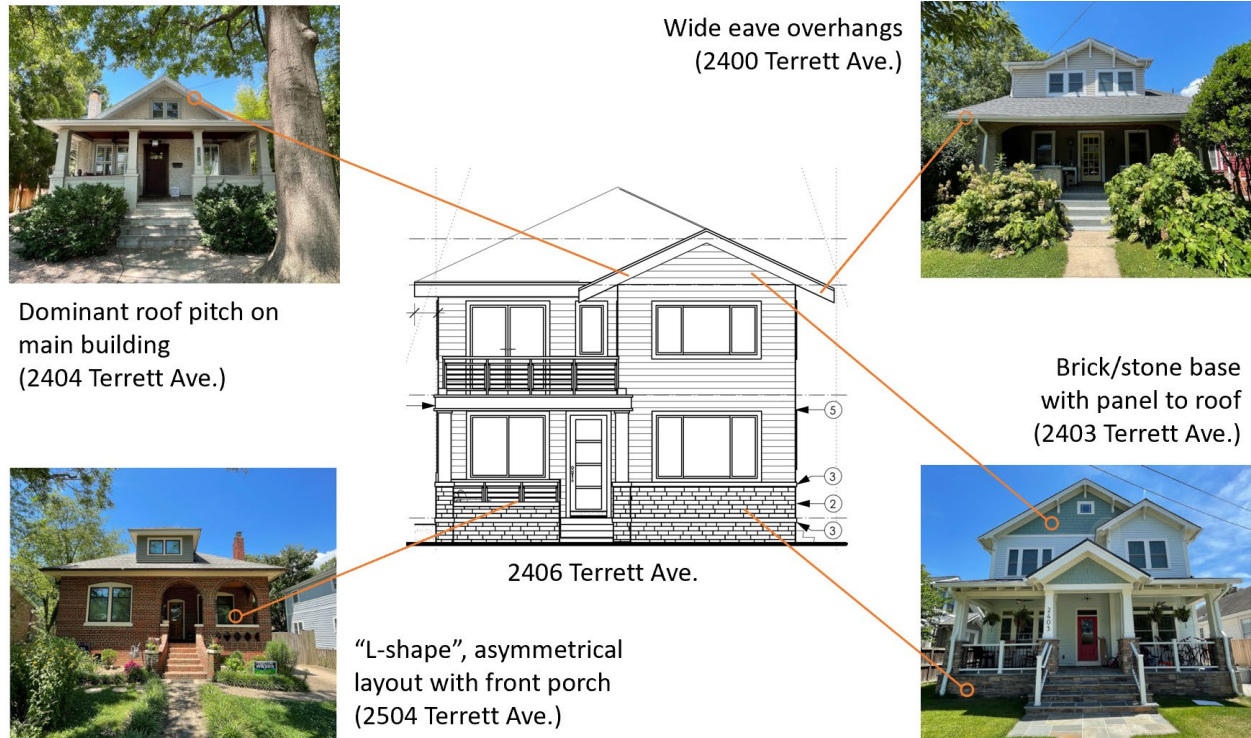 Wide eave overhangs
(2400 Terrett Ave.)
Dominant roof pitch on
main building
(2404 Terrett Ave.)
Brick/stone base
with panel to roof
(2403 Terrett Ave.)
5
3
2
3
2406 Terrett Ave.
"L-shape", asymmetrical
layout with front porch
(2504 Terrett Ave.)
2403